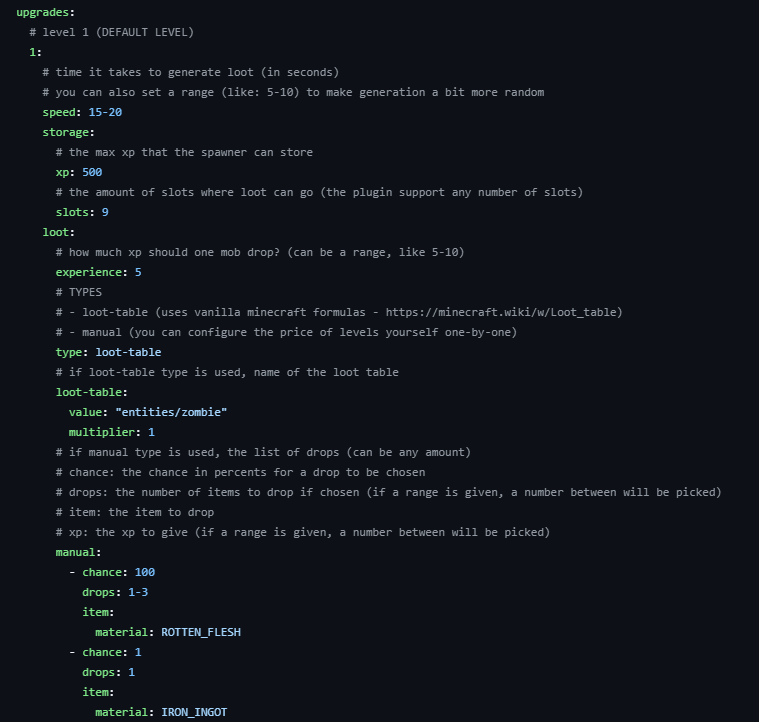 upgrades:
  # level 1 (DEFAULT LEVEL)
  1:
    # time it takes to generate loot (in seconds)
    # you can also set a range (like: 5-10) to make generation a bit more random
    speed: 15-20
    storage:
      # the max xp that the spawner can store
      xp: 500
      # the amount of slots where loot can go (the plugin support any number of slots)
      slots: 9
    loot:
      # how much xp should one mob drop? (can be a range, like 5-10)
      experience: 5
      # TYPES
      # - loot-table (uses vanilla minecraft formulas - https://minecraft.wiki/w/Loot_table)
      # - manual (you can configure the price of levels yourself one-by-one)
      type: loot-table
      # if loot-table type is used, name of the loot table
      loot-table:
        value: "entities/zombie"
        multiplier: 1
      # if manual type is used, the list of drops (can be any amount)
      # chance: the chance in percents for a drop to be chosen
      # drops: the number of items to drop if chosen (if a range is given, a number between will be picked)
      # item: the item to drop
      # xp: the xp to give (if a range is given, a number between will be picked)
      manual:
        - chance: 100
          drops: 1-3
          item:
            material: ROTTEN_FLESH
        - chance: 1
          drops: 1
          item:
            material: IRON_INGOT